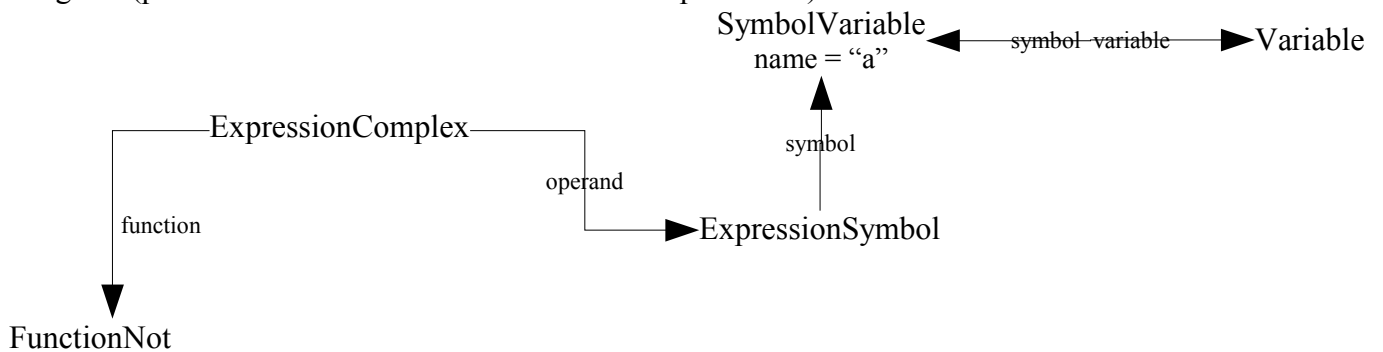 SymbolVariable
name = “a”
symbol variable
Variable
ExpressionComplex
symbol
operand
function
ExpressionSymbol
FunctionNot